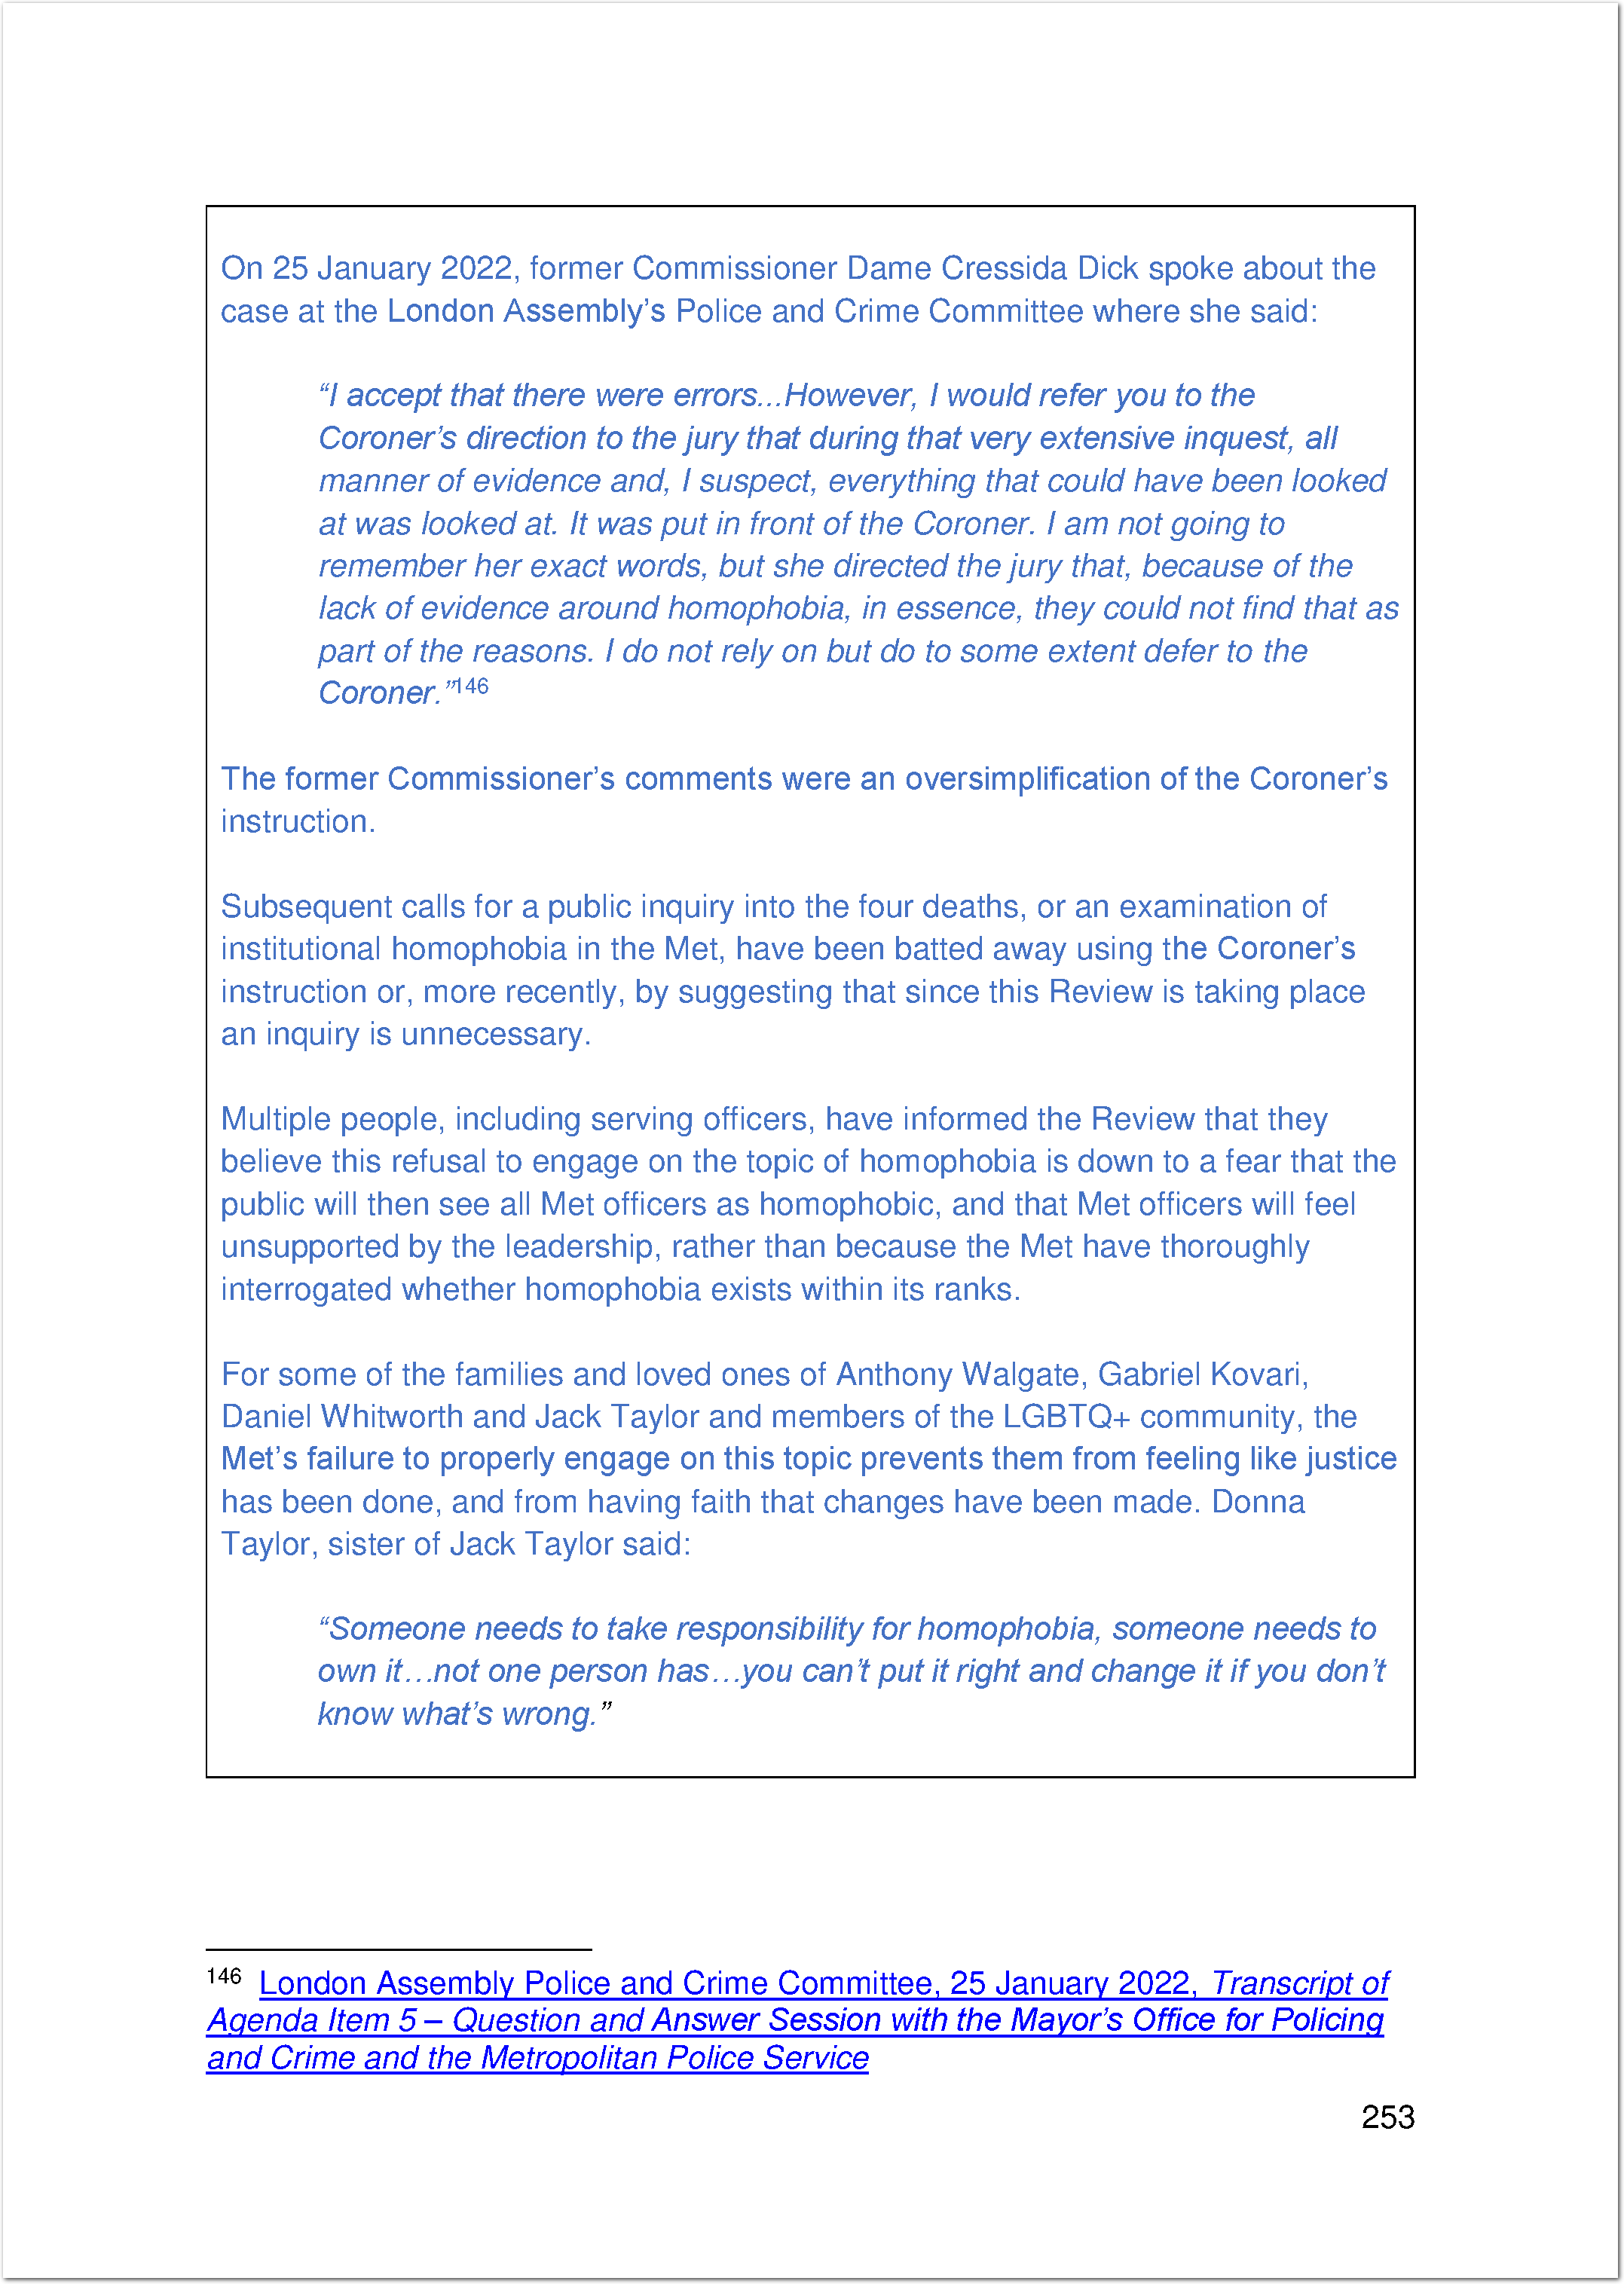 On 25 January 2022, former Commissioner Dame Cressida Dick spoke about the
case at the London Assembly’s Police and Crime Committee where she said:
“I accept that there were errors...However, I would refer you to the
Coroner’s direction to the jury that during that very extensive inquest, all
manner of evidence and, I suspect, everything that could have been looked
at was looked at. It was put in front of the Coroner. I am not going to
remember her exact words, but she directed the jury that, because of the
lack of evidence around homophobia, in essence, they could not find that as
part of the reasons. I do not rely on but do to some extent defer to the
Coroner.”146
The former Commissioner’s comments were an oversimplification of the Coroner’s
instruction.
Subsequent calls for a public inquiry into the four deaths, or an examination of
institutional homophobia in the Met, have been batted away using the Coroner’s
instruction or, more recently, by suggesting that since this Review is taking place
an inquiry is unnecessary.
Multiple people, including serving officers, have informed the Review that they
believe this refusal to engage on the topic of homophobia is down to a fear that the
public will then see all Met officers as homophobic, and that Met officers will feel
unsupported by the leadership, rather than because the Met have thoroughly
interrogated whether homophobia exists within its ranks.
For some of the families and loved ones of Anthony Walgate, Gabriel Kovari,
Daniel Whitworth and Jack Taylor and members of the LGBTQ+ community, the
Met’s failure to properly engage on this topic prevents them from feeling like justice
has been done, and from having faith that changes have been made. Donna
Taylor, sister of Jack Taylor said:
“Someone needs to take responsibility for homophobia, someone needs to
own it…not one person has…you can’t put it right and change it if you don’t
know what’s wrong.”
146 London Assembly Police and Crime Committee, 25 January 2022, Transcript of
Agenda Item 5 – Question and Answer Session with the Mayor’s Office for Policing
and Crime and the Metropolitan Police Service
253